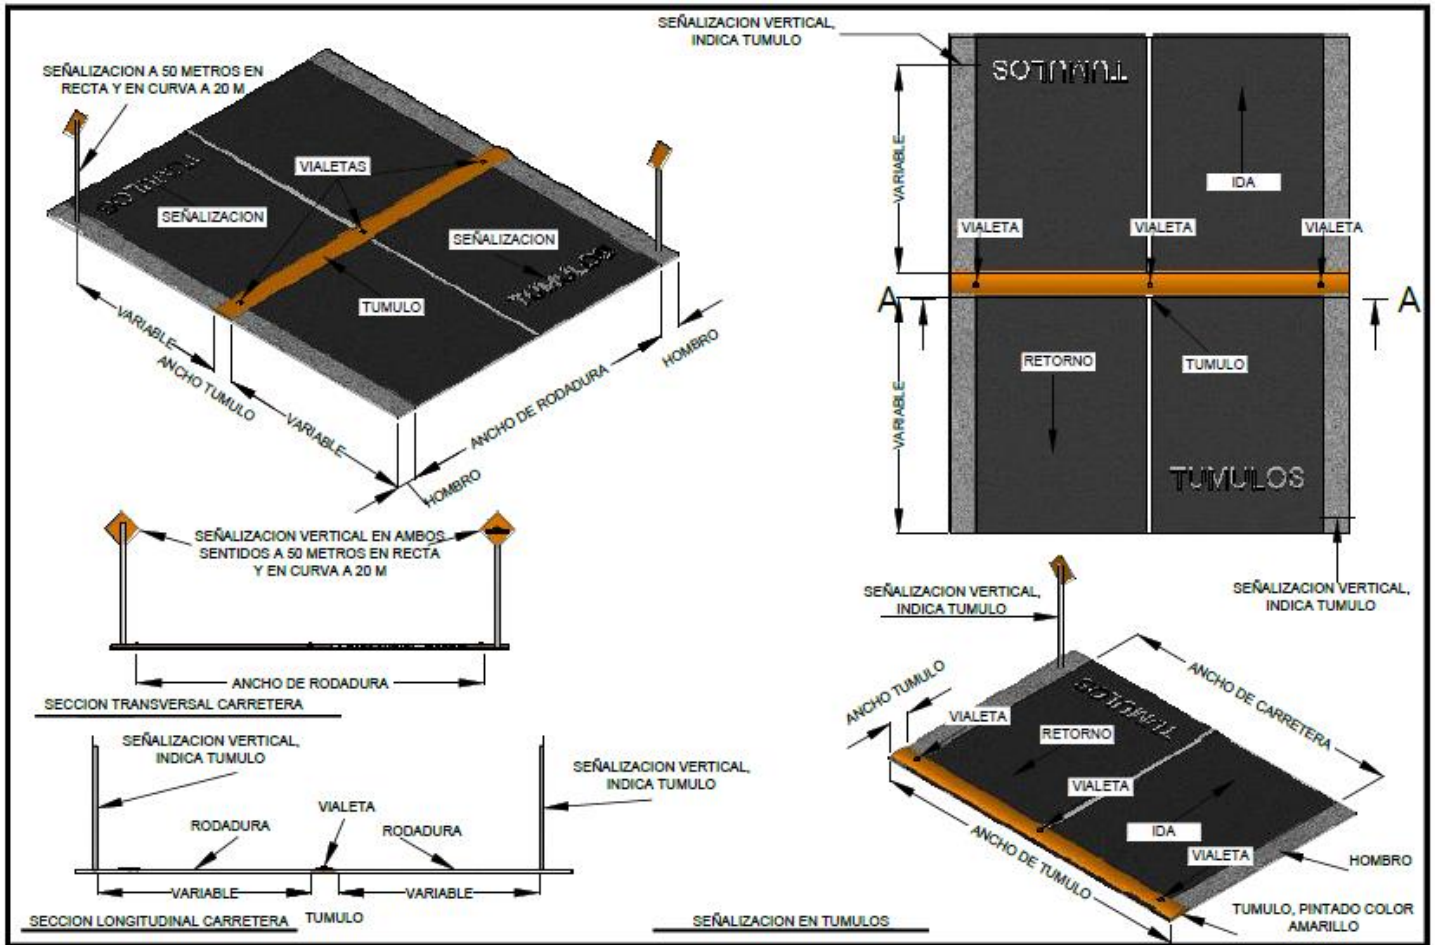 SEÑALIZACION A 50 METROS EN
RECTA Y EN CURVA A 20 M
VIALETAS
TUMULOS
SEÑALIZACION
SEÑALIZACION
TUMULOS
TUMULO
VARIABLE
ANCHO TUMULO
VARIABLE
HOMBRO
ANCHO DE RODADURA
HOMBRO
SEÑALIZACION VERTICAL,
INDICA TUMULO
TUMULOS
VARIABLE
IDA
VIALETA
VIALETA
VIALETA
A
A
RETORNO
TUMULO
VARIABLE
TUMULOS
SEÑALIZACION VERTICAL,
INDICA TUMULO
SEÑALIZACION VERTICAL EN AMBOS
SENTIDOS A 50 METROS EN RECTA
Y EN CURVA A 20 M
ANCHO DE RODADURA
SECCION TRANSVERSAL CARRETERA
SEÑALIZACION VERTICAL,
INDICA TUMULO
SEÑALIZACION VERTICAL,
INDICA TUMULO
VIALETA
RODADURA
RODADURA
VARIABLE
VARIABLE
SECCION LONGITUDINAL CARRETERA
TUMULO
SEÑALIZACION VERTICAL,
INDICA TUMULO
ANCHO TUMULO
VIALETA
TUMULOS
RETORNO
ANCHO DE CARRETERA
VIALETA
IDA
ANCHO DE TUMULO
VIALETA
HOMBRO
TUMULO, PINTADO COLOR
AMARILLO
SEÑALIZACION EN TUMULOS